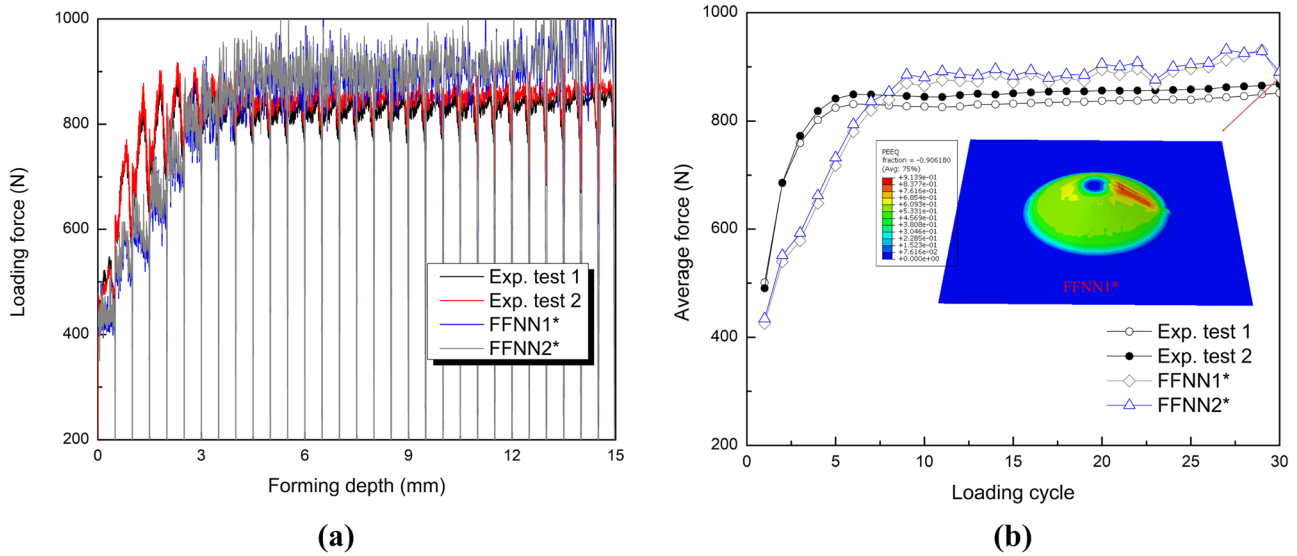 1000
800
600
400
200
Loading force (N)
0
3
6
9
12
15
Forming depth (mm)
Exp. test 1
Exp. test 2
FFNN1*
FFNN2*
(a)
1000
800
600
400
200
Average force (N)
0
5
10
15
20
25
30
Loading cycle
PEEQ
fraction = -0.906180
(Avg: 75%)
+9.139e-01
+8.377e-01
+7.616e-01
+6.854e-01
+6.093e-01
+5.331e-01
+4.569e-01
+3.808e-01
+3.046e-01
+2.285e-01
+1.523e-01
+7.616e-02
+0.000e+00
FFNN1*
Exp. test 1
Exp. test 2
FFNN1*
FFNN2*
(b)